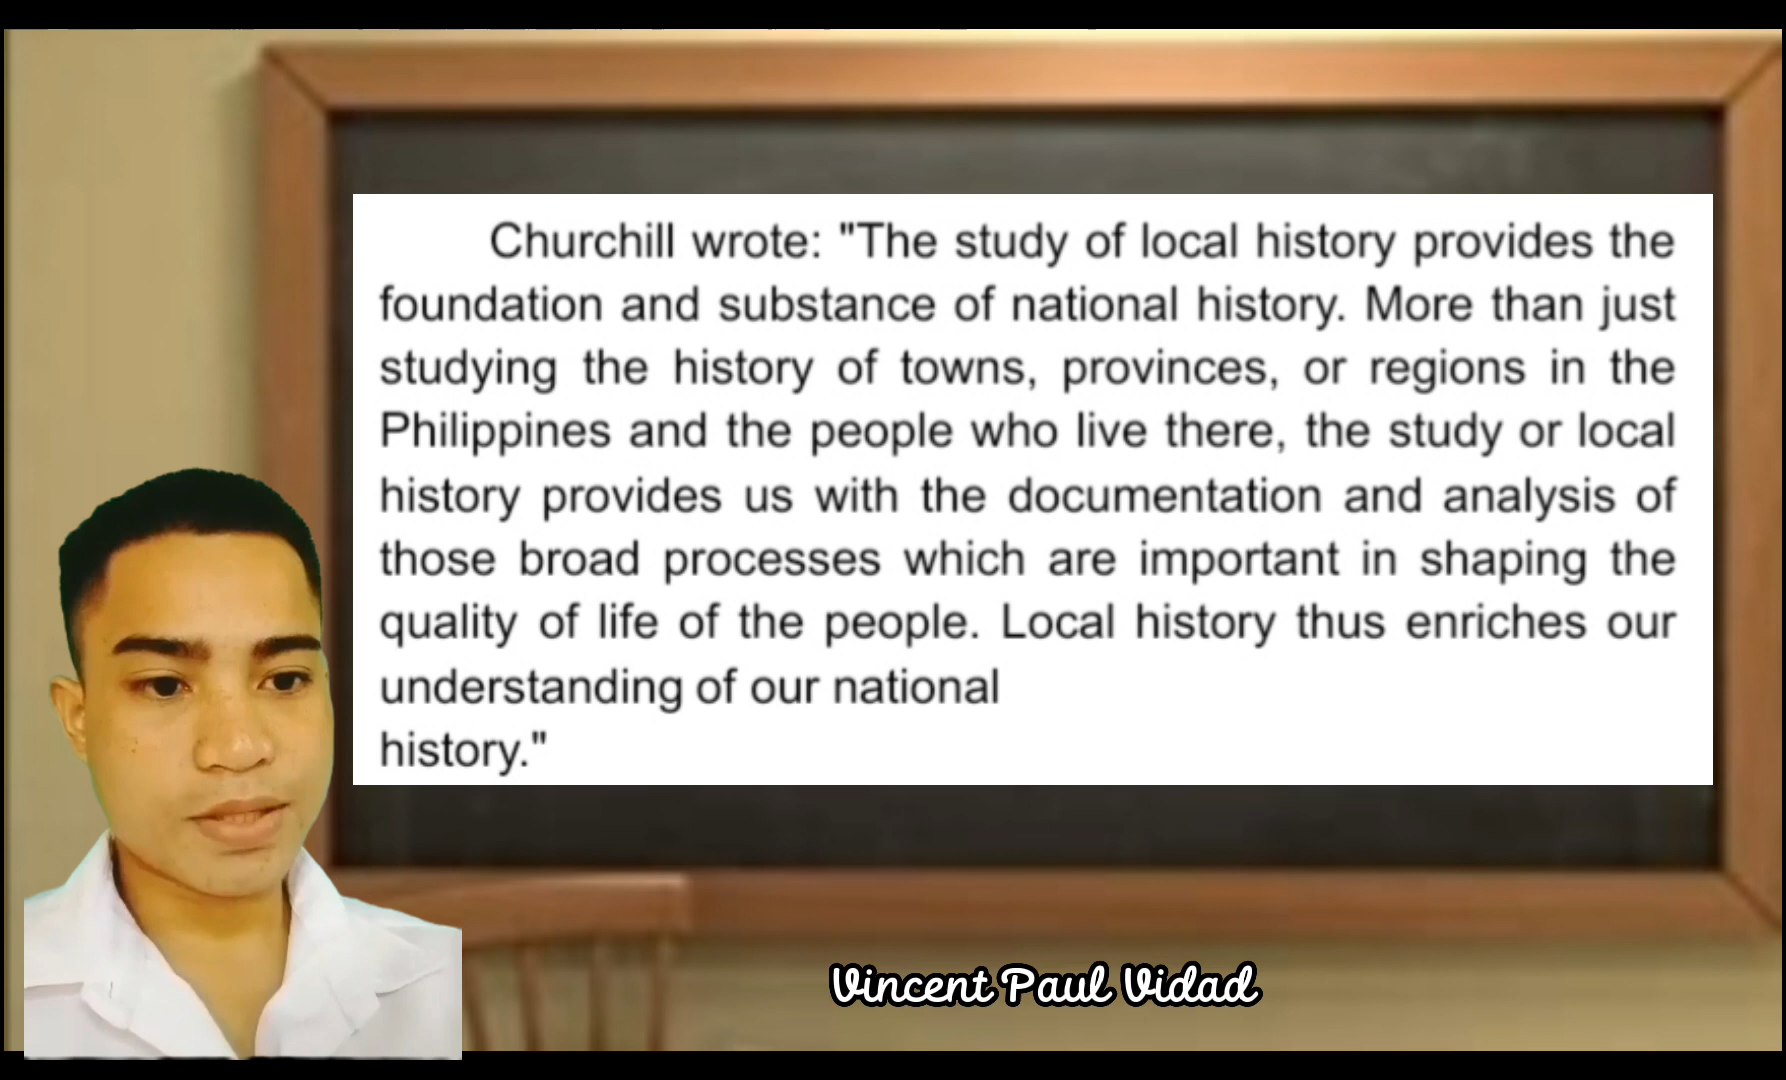 Churchill wrote: "The study of local history provides the
foundation and substance of national history. More than just
studying the history of towns, provinces, or regions in the
Philippines and the people who live there, the study or local
history provides us with the documentation and analysis of
those broad processes which are important in shaping the
quality of life of the people. Local history thus enriches our
understanding of our national
history."
Vincent Paul Vidad